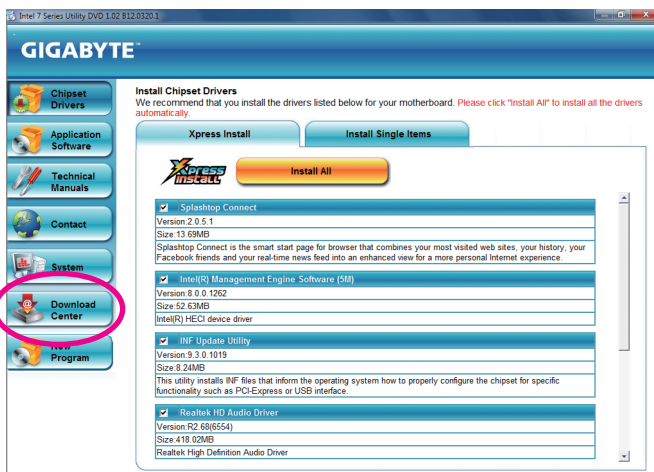 Intel 7 Series Utility DVD 1.02 B12.0320.1
GIGABYTE™
Chipset
Drivers
Application
Software
Technical
Manuals
Contact
System
Download
Center
New
Program
Install Chipset Drivers
We recommend that you install the drivers listed below for your motherboard. Please click "Install All" to install all the drivers
automatically.
Xpress Install
Install Single Items
Xpress
Install
Install All
Splashtop Connect
Version:2.0.5.1
Size:13.69MB
Splashtop Connect is the smart start page for browser that combines your most visited web sites, your history, your
Facebook friends and your real-time news feed into an enhanced view for a more personal Internet experience.
Intel(R) Management Engine Software (5M)
Version:8.0.0.1262
Size:52.63MB
Intel(R) HECI device driver
INF Update Utility
Version:9.3.0.1019
Size:8.24MB
This utility installs INF files that inform the operating system how to properly configure the chipset for specific
functionality such as PCI-Express or USB interface.
Realtek HD Audio Driver
Version:R2.68(6554)
Size:418.02MB
Realtek High Definition Audio Driver